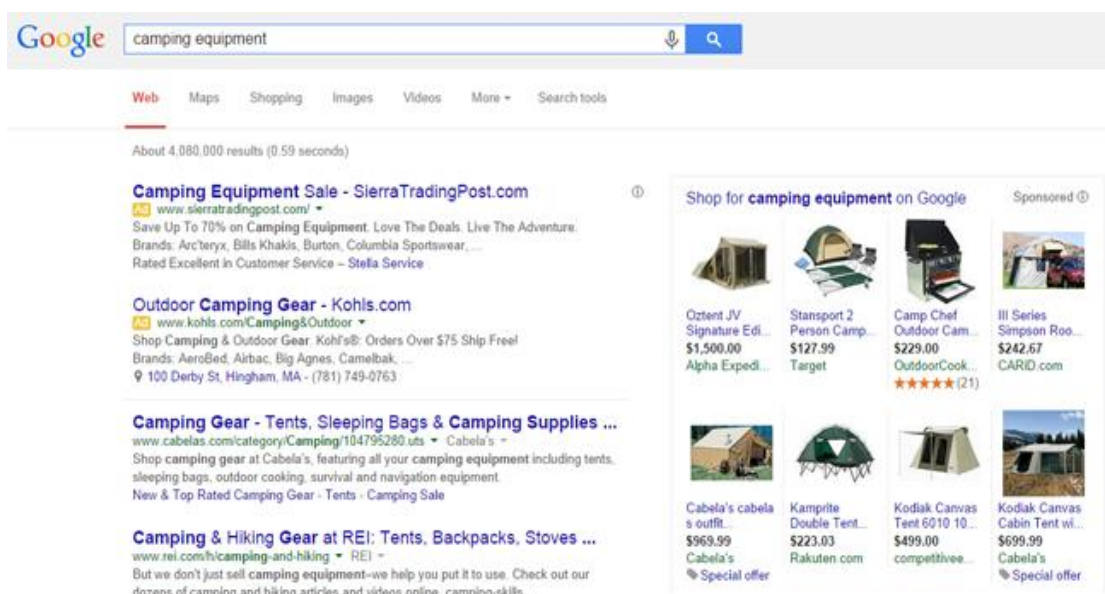 Google camping equipment
Web Maps Shopping Images Videos More Search tools
About 4,080,000 results (0.59 seconds)
Camping Equipment Sale - SierraTradingPost.com
Ad www.sierratradingpost.com/
Save Up To 70% on Camping Equipment. Love The Deals. Live The Adventure.
Brands: Arc'teryx, Bills Khakis, Burton, Columbia Sportswear, ...
Rated Excellent in Customer Service – Stella Service
Outdoor Camping Gear - Kohls.com
Ad www.kohls.com/Camping&Outdoor
Shop Camping & Outdoor Gear. Kohl's®: Orders Over $75 Ship Free!
Brands: AeroBed, Airbac, Big Agnes, Camelbak, ...
100 Derby St, Hingham, MA - (781) 749-0763
Camping Gear - Tents, Sleeping Bags & Camping Supplies ...
www.cabelas.com/category/Camping/104795280.uts Cabela's
Shop camping gear at Cabela's, featuring all your camping equipment including tents,
sleeping bags, outdoor cooking, survival and navigation equipment.
New & Top Rated Camping Gear - Tents - Camping Sale
Camping & Hiking Gear at REI: Tents, Backpacks, Stoves ...
www.rei.com/h/camping-and-hiking REI
But we don't just sell camping equipment–we help you put it to use. Check out our
dozens of camping and hiking articles and videos online, camping-skills
Shop for camping equipment on Google Sponsored
Oztent JV
Signature Edi...
$1,500.00
Alpha Expedi...
Stansport 2
Person Camp...
$127.99
Target
Camp Chef
Outdoor Cam...
$229.00
OutdoorCook...
(21)
III Series
Simpson Roo...
$242.67
CARiD.com
Cabela's cabela
s outfit...
$969.99
Cabela's
Special offer
Kamprite
Double Tent...
$223.03
Rakuten.com
Kodiak Canvas
Tent 6010 10...
$499.00
competitivee...
Kodiak Canvas
Cabin Tent wi...
$699.99
Cabela's
Special offer